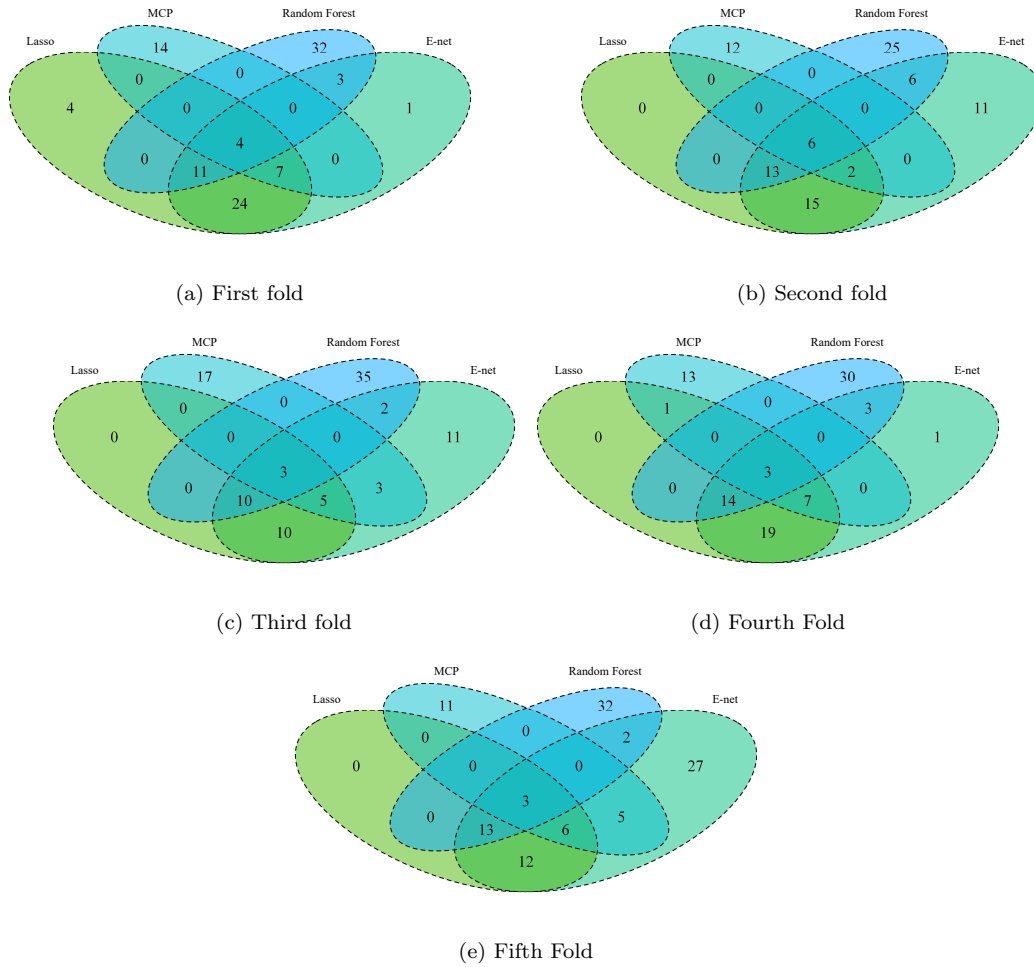 MCP Random Forest
Lasso E-net
14 32
0 0 3
4 0 0 1
4
0 11 7 0
24
(a) First fold
MCP Random Forest
Lasso E-net
12 25
0 0 6
0 0 0 11
6
0 13 2 0
15
(b) Second fold
MCP Random Forest
Lasso E-net
17 35
0 0 2
0 0 0 11
3
0 10 5 3
10
(c) Third fold
MCP Random Forest
Lasso E-net
13 30
1 0 3
0 0 0 1
3
0 14 7 0
19
(d) Fourth Fold
MCP Random Forest
Lasso E-net
11 32
0 0 2
0 0 0 27
3
0 13 6 5
12
(e) Fifth Fold